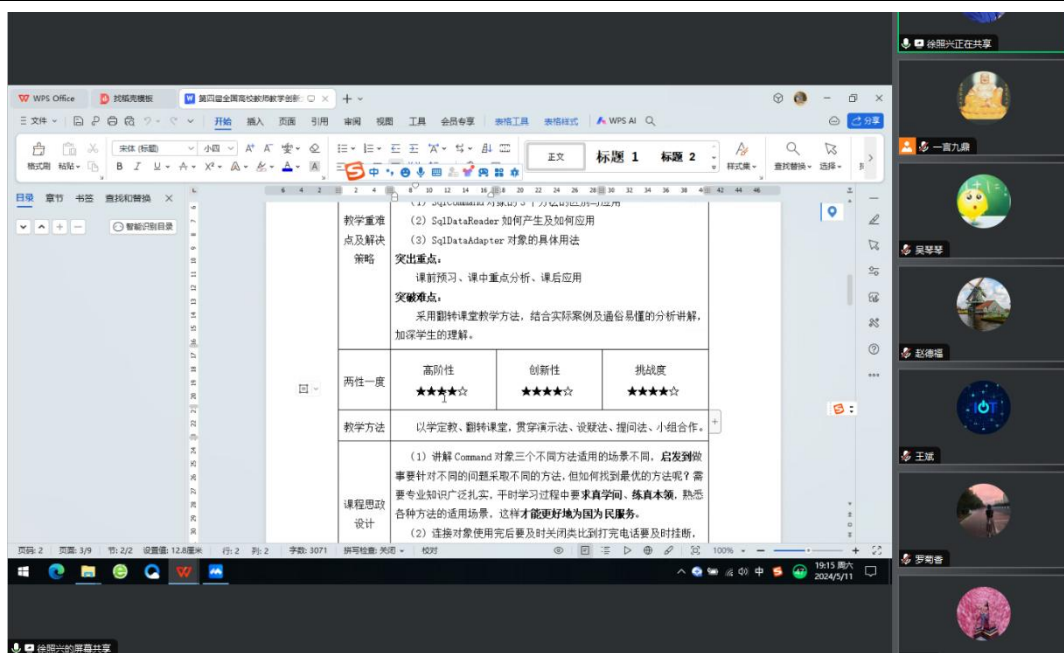 徐照兴正在共享
WPS Office
找稿壳模板
第四届全国高校教师教学创新
文件
开始
插入
页面
引用
审阅
视图
工具
会员专享
表格工具
表格样式
WPS AI
分享
格式刷
粘贴
宋体 (标题)
小四
正文
标题 1
标题 2
样式集
查找替换
选择
目录
章节
书签
查找和替换
智能识别目录
教学重难
点及解决
策略
(1) SqlCommand 对象的 3 个方法的区别与应用
(2) SqlDataReader 如何产生及如何应用
(3) SqlDataAdapter 对象的具体用法
突出重点:
课前预习、课中重点分析、课后应用
突破难点:
采用翻转课堂教学方法,结合实际案例及通俗易懂的分析讲解,
加深学生的理解。
两性一度
高阶性
★★★★☆
创新性
★★★★☆
挑战度
★★★★☆
教学方法
以学定教、翻转课堂,贯穿演示法、设疑法、提问法、小组合作。
课程思政
设计
(1) 讲解 Command 对象三个不同方法适用的场景不同,启发到做
事要针对不同的问题采取不同的方法,但如何找到最优的方法呢?需
要专业知识广泛扎实,平时学习过程中要求真学问、练真本领,熟悉
各种方法的适用场景,这样才能更好地为国为民服务。
(2) 连接对象使用完后要及时关闭类比到打完电话要及时挂断,
页码: 2
页面: 3/9
节: 2/2
设置值: 12.8厘米
行: 2
列: 2
字数: 3071
拼写检查: 关闭
校对
100%
中
19:15 周六
2024/5/11
徐照兴的屏幕共享
一言九鼎
吴琴琴
赵德福
IOT
王斌
罗菊香